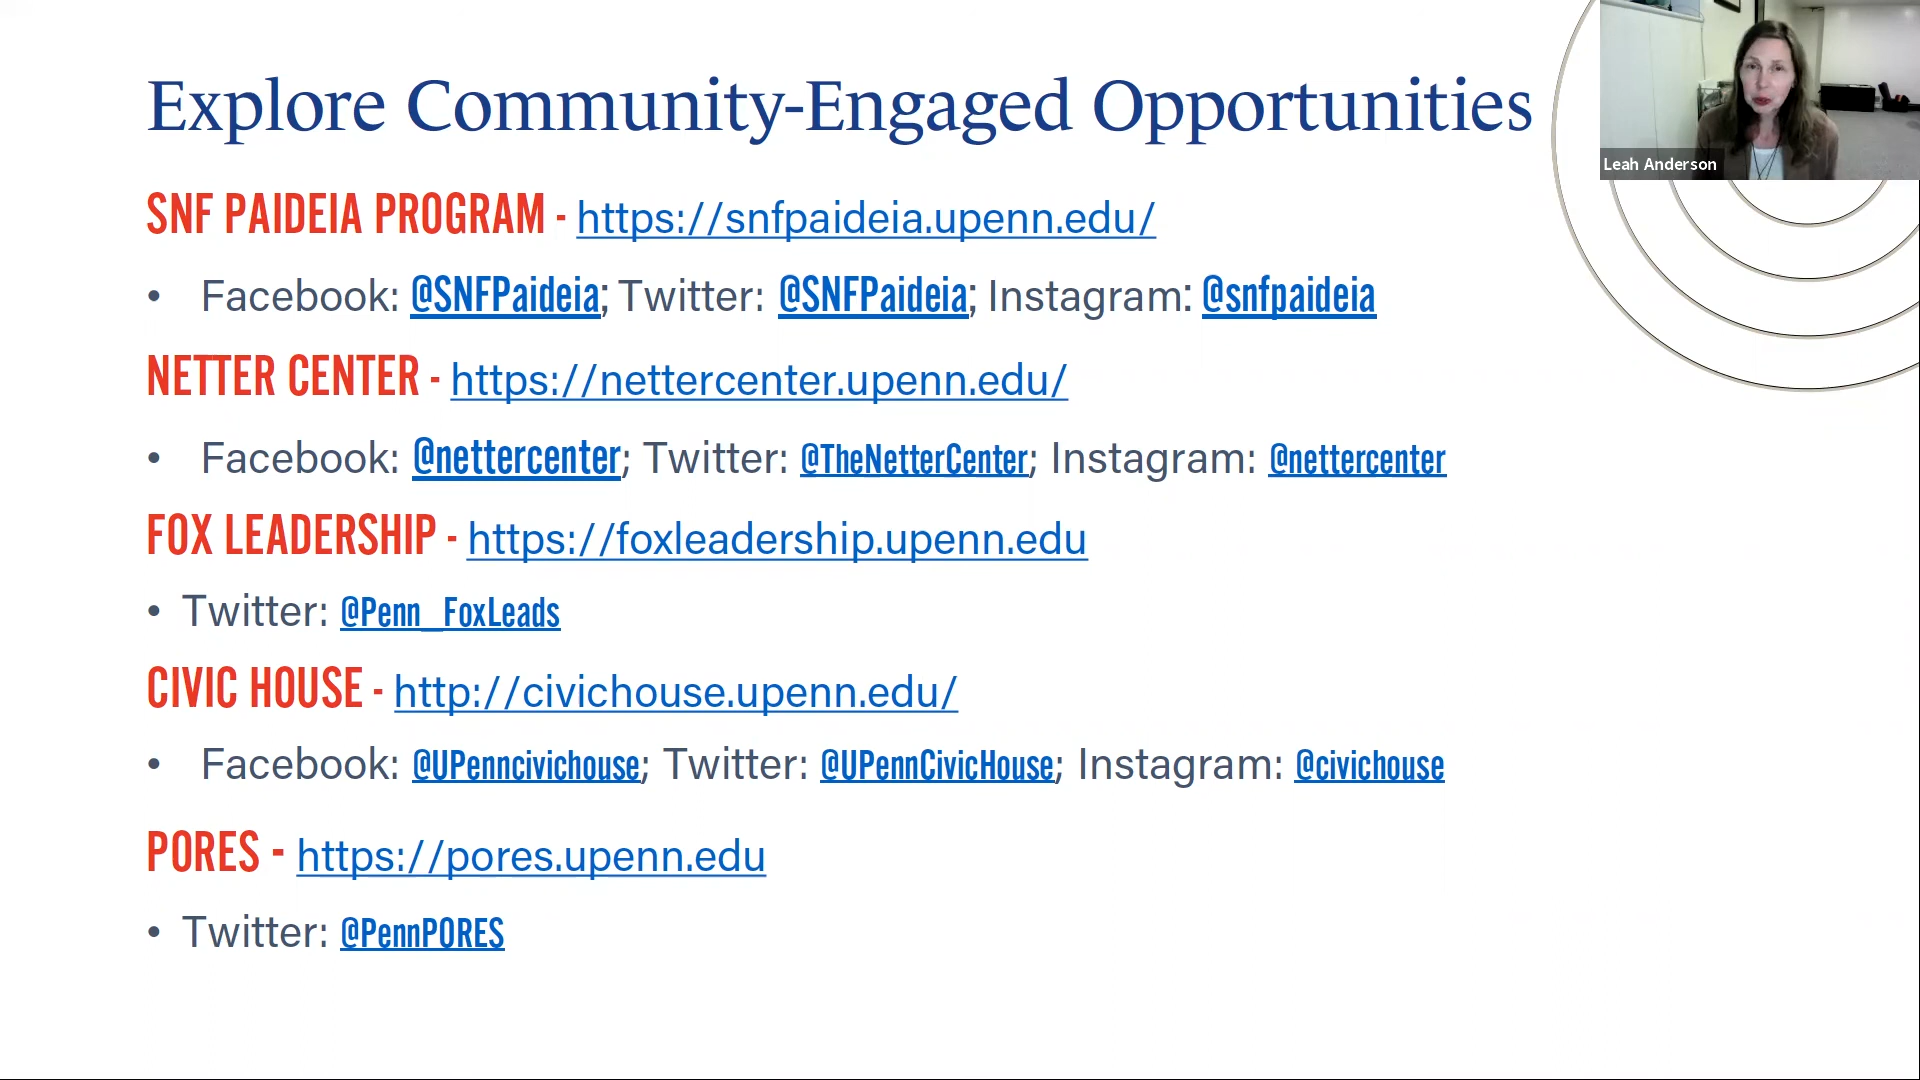 Explore Community-Engaged Opportunities
Leah Anderson
SNF PAIDEIA PROGRAM - https://snfpaideia.upenn.edu/
• Facebook: @SNFPaideia; Twitter: @SNFPaideia; Instagram: @snfpaideia
NETTER CENTER - https://nettercenter.upenn.edu/
• Facebook: @nettercenter; Twitter: @TheNetterCenter; Instagram: @nettercenter
FOX LEADERSHIP - https://foxleadership.upenn.edu
• Twitter: @Penn_FoxLeads
CIVIC HOUSE - http://civichouse.upenn.edu/
• Facebook: @UPenncivichouse; Twitter: @UPennCivicHouse; Instagram: @civichouse
PORES - https://pores.upenn.edu
• Twitter: @PennPORES